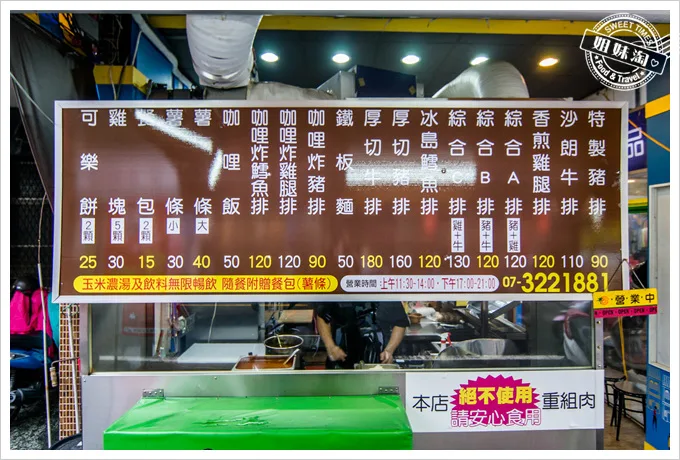 特製豬排 90
沙朗牛排 110
香煎雞腿排 120
綜合A排 豬+雞 120
綜合B排 豬+牛 120
綜合C排 雞+牛 130
冰島鱈魚排 120
厚切豬排 160
厚切牛排 180
鐵板麵 50
咖哩炸豬排 90
咖哩炸雞腿排 120
咖哩炸鱈魚排 120
咖哩飯 50
薯條 大 40
薯條 小 30
餐包 2顆 15
雞塊 5顆 30
可樂餅 2顆 25
玉米濃湯及飲料無限暢飲 隨餐附贈餐包(薯條)
營業時間:上午11:30-14:00‧下午17:00-21:00 07-3221881
營業中
本店絕不使用重組肉
請安心食用
SWEET TIMES
姐妹淘
Food & Travel
品